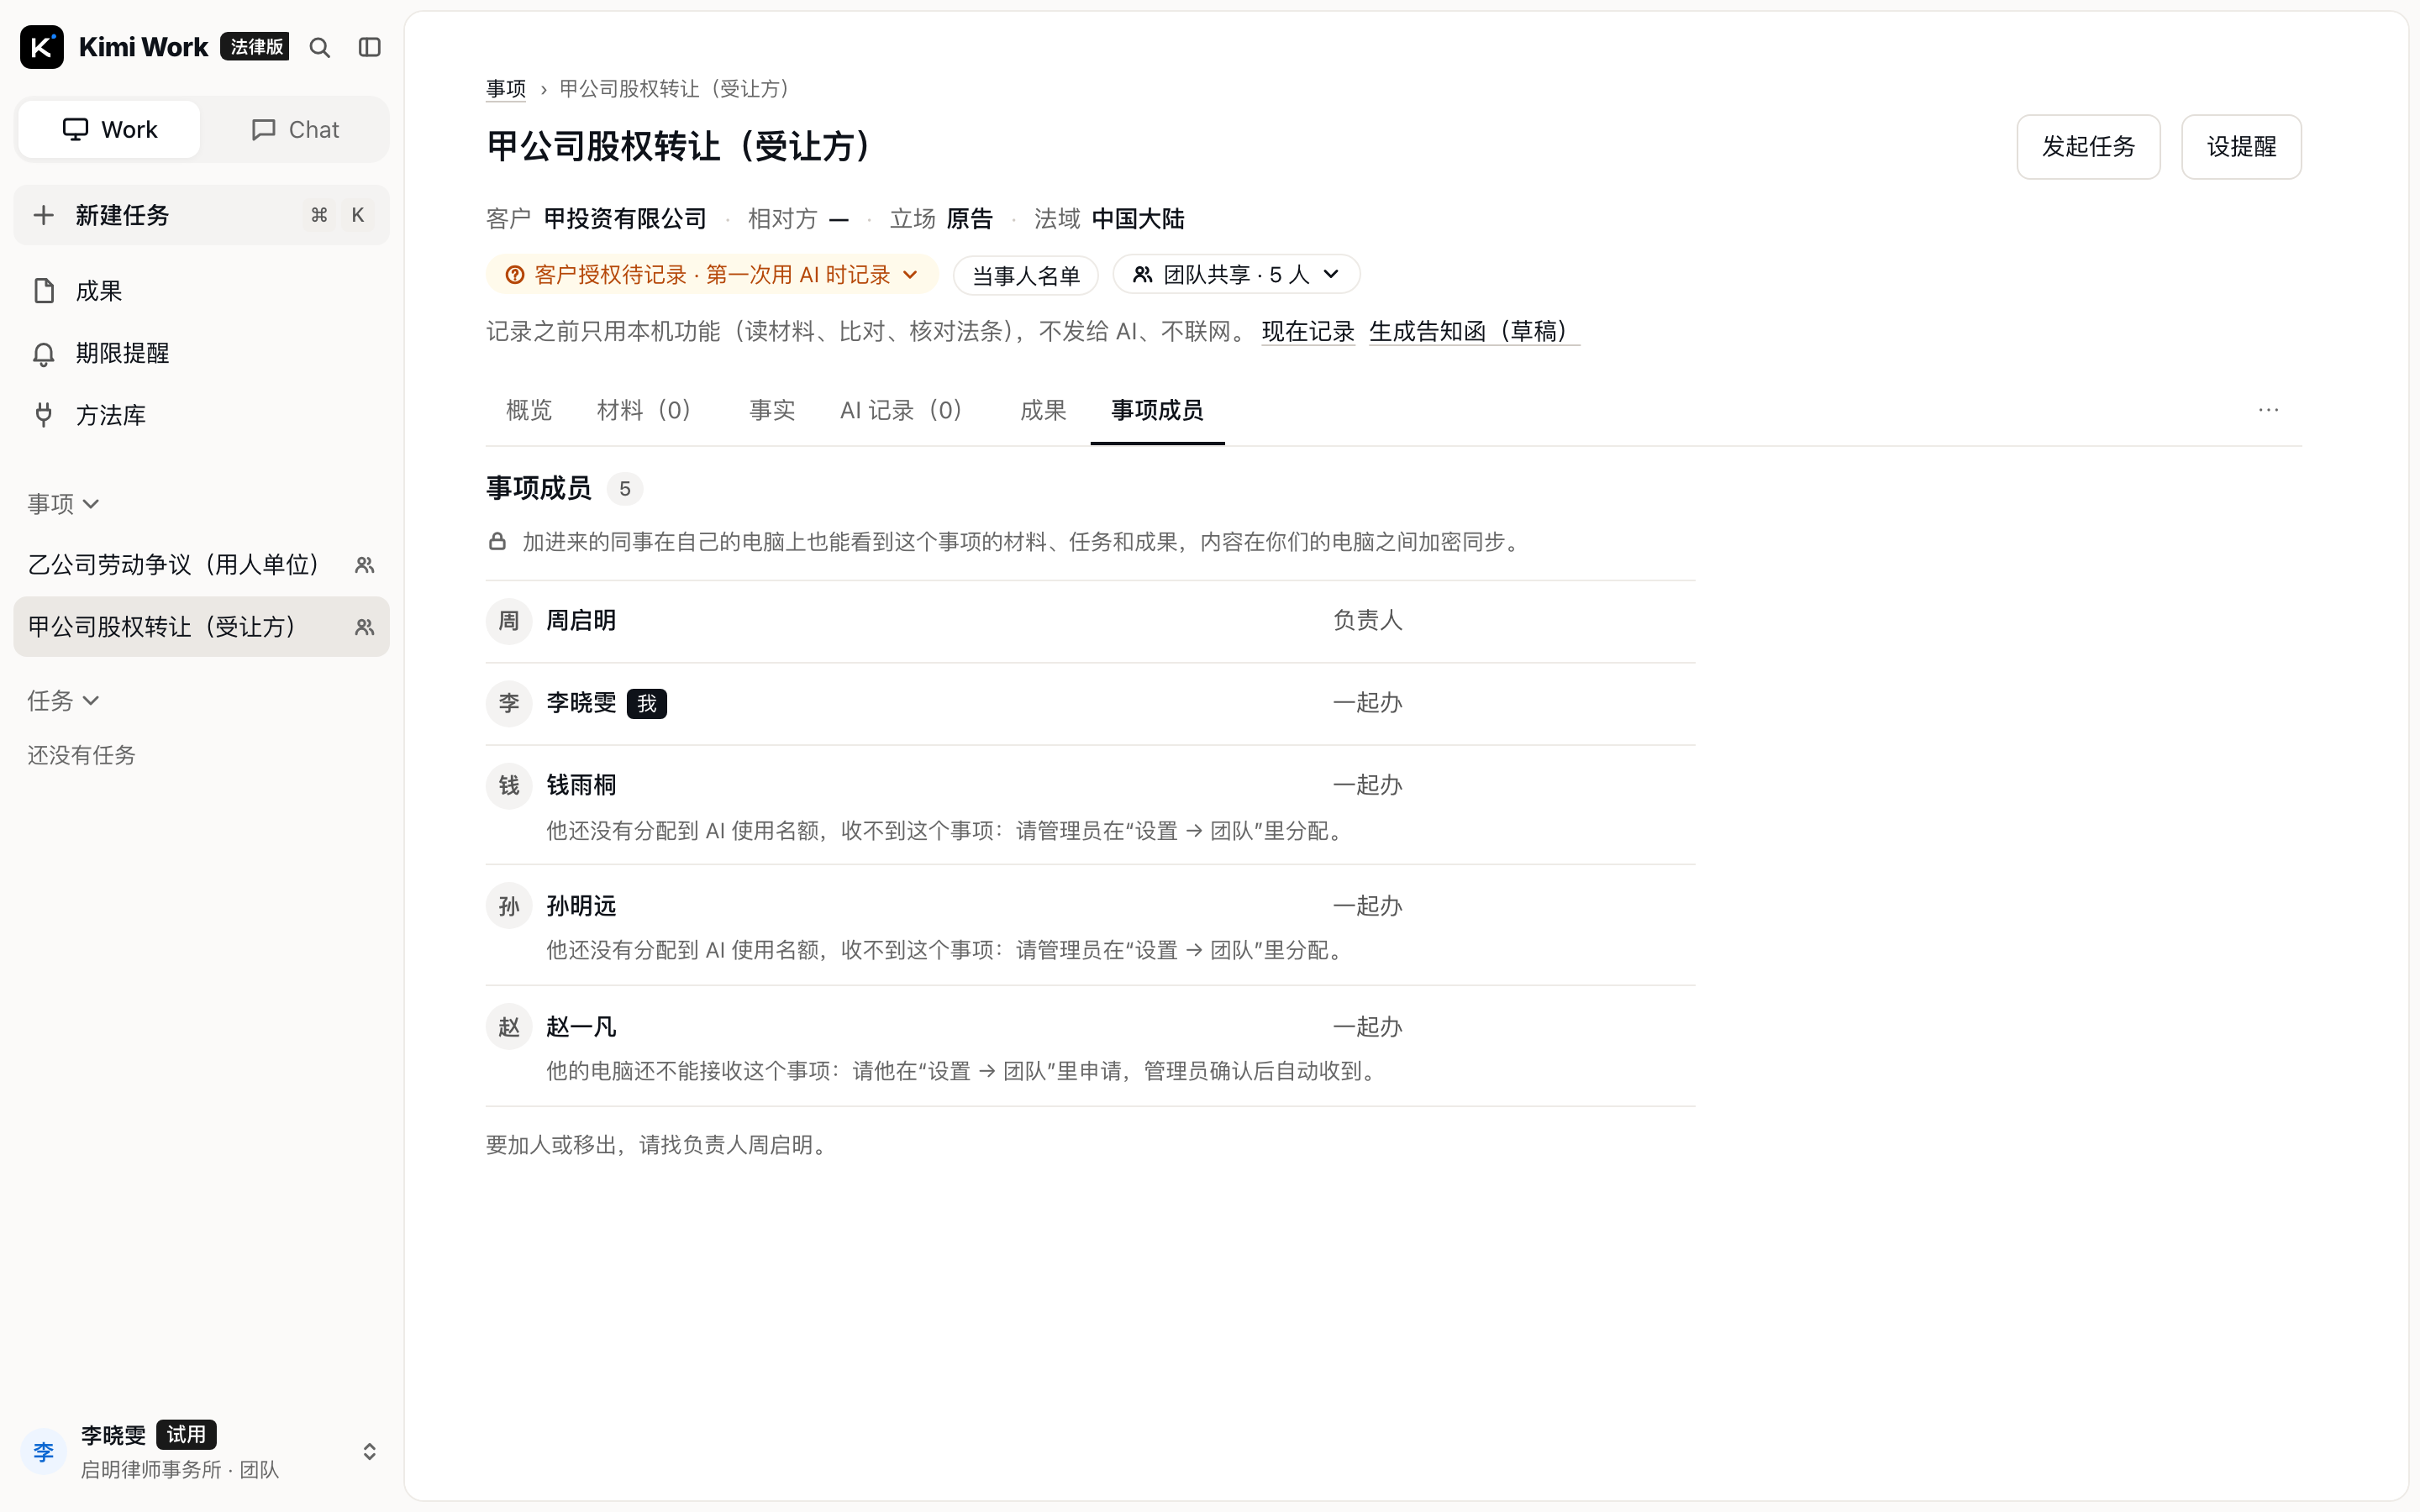 Kimi Work 法律版
Work
Chat
新建任务 ⌘ K
成果
期限提醒
方法库
事项
乙公司劳动争议（用人单位）
甲公司股权转让（受让方）
任务
还没有任务
李晓雯 试用
启明律师事务所 · 团队
事项 › 甲公司股权转让（受让方）
甲公司股权转让（受让方）
发起任务
设提醒
客户 甲投资有限公司 · 相对方 — · 立场 原告 · 法域 中国大陆
客户授权待记录 · 第一次用 AI 时记录
当事人名单
团队共享 · 5 人
记录之前只用本机功能（读材料、比对、核对法条），不发给 AI、不联网。 现在记录 生成告知函（草稿）
概览 材料（0） 事实 AI 记录（0） 成果 事项成员 ···
事项成员 5
加进来的同事在自己的电脑上也能看到这个事项的材料、任务和成果，内容在你们的电脑之间加密同步。
周 周启明 负责人
李 李晓雯 我 一起办
钱 钱雨桐 一起办
他还没有分配到 AI 使用名额，收不到这个事项：请管理员在“设置 → 团队”里分配。
孙 孙明远 一起办
他还没有分配到 AI 使用名额，收不到这个事项：请管理员在“设置 → 团队”里分配。
赵 赵一凡 一起办
他的电脑还不能接收这个事项：请他在“设置 → 团队”里申请，管理员确认后自动收到。
要加人或移出，请找负责人周启明。